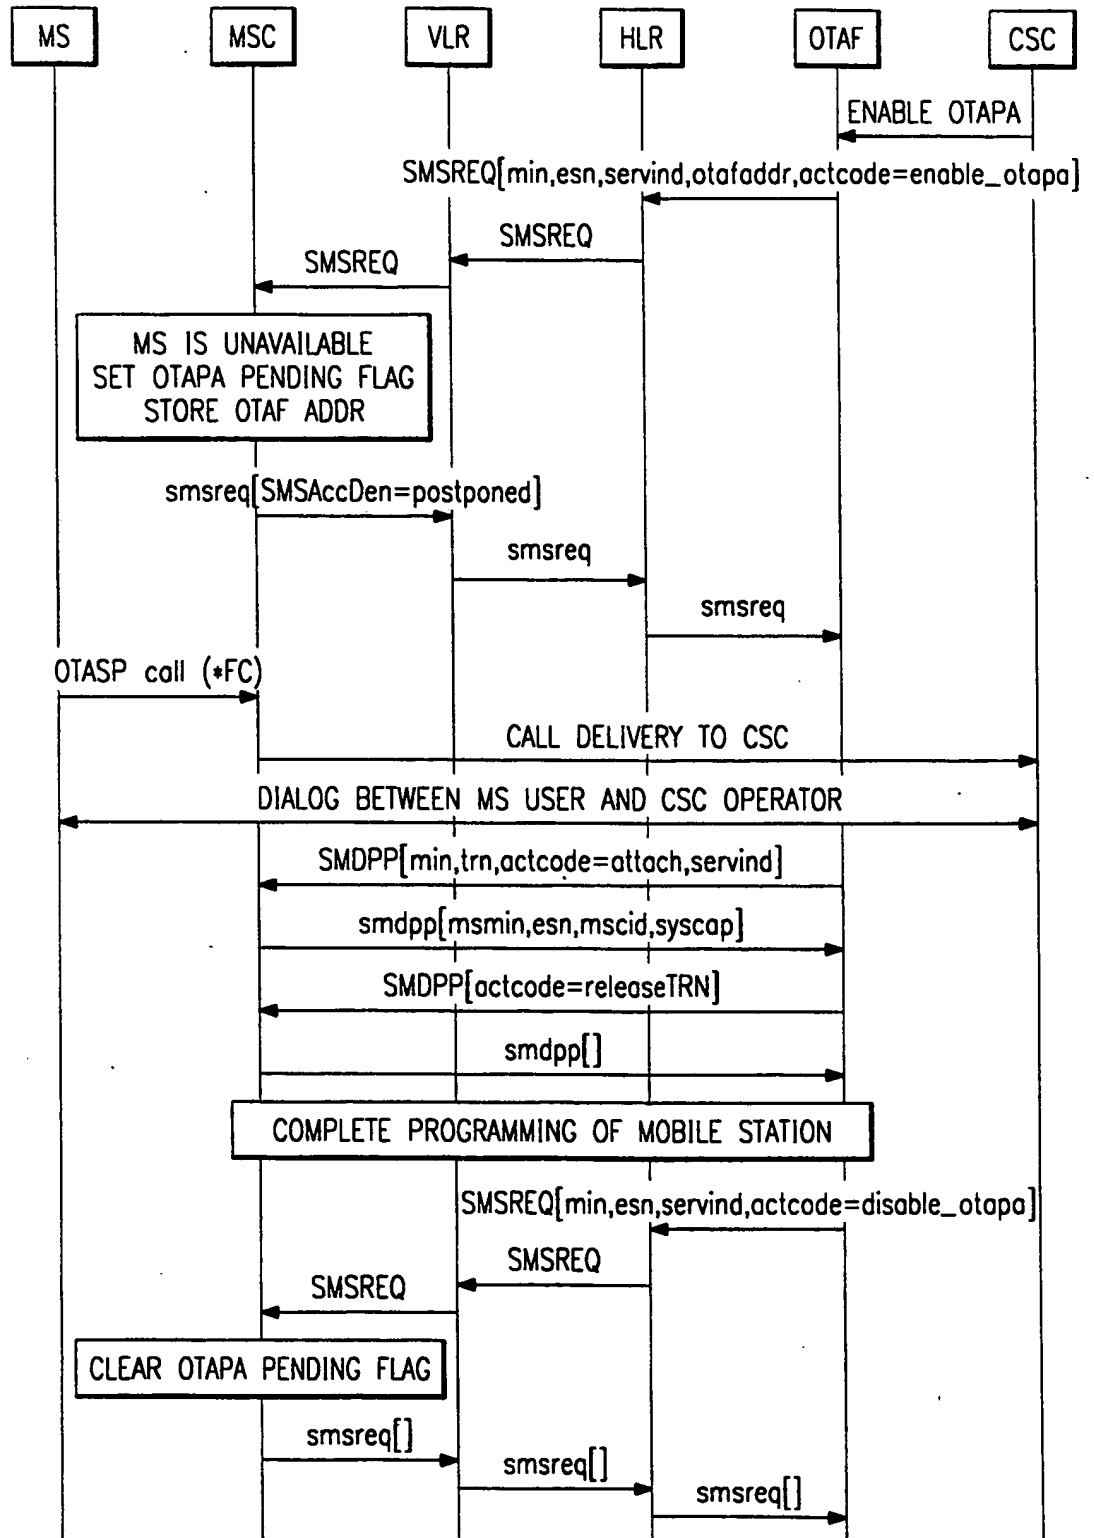 MS
MSC
VLR
HLR
OTAF
CSC
ENABLE OTAPA
SMSREQ[min,esn,servind,otafaddr,actcode=enable_otapa]
SMSREQ
SMSREQ
MS IS UNAVAILABLE
SET OTAPA PENDING FLAG
STORE OTAF ADDR
smsreq[SMSAccDen=postponed]
smsreq
smsreq
OTASP call (*FC)
CALL DELIVERY TO CSC
DIALOG BETWEEN MS USER AND CSC OPERATOR
SMDPP[min,trn,actcode=attach,servind]
smdpp[msmin,esn,mscid,syscap]
SMDPP[actcode=releaseTRN]
smdpp[]
COMPLETE PROGRAMMING OF MOBILE STATION
SMSREQ[min,esn,servind,actcode=disable_otapa]
SMSREQ
SMSREQ
CLEAR OTAPA PENDING FLAG
smsreq[]
smsreq[]
smsreq[]